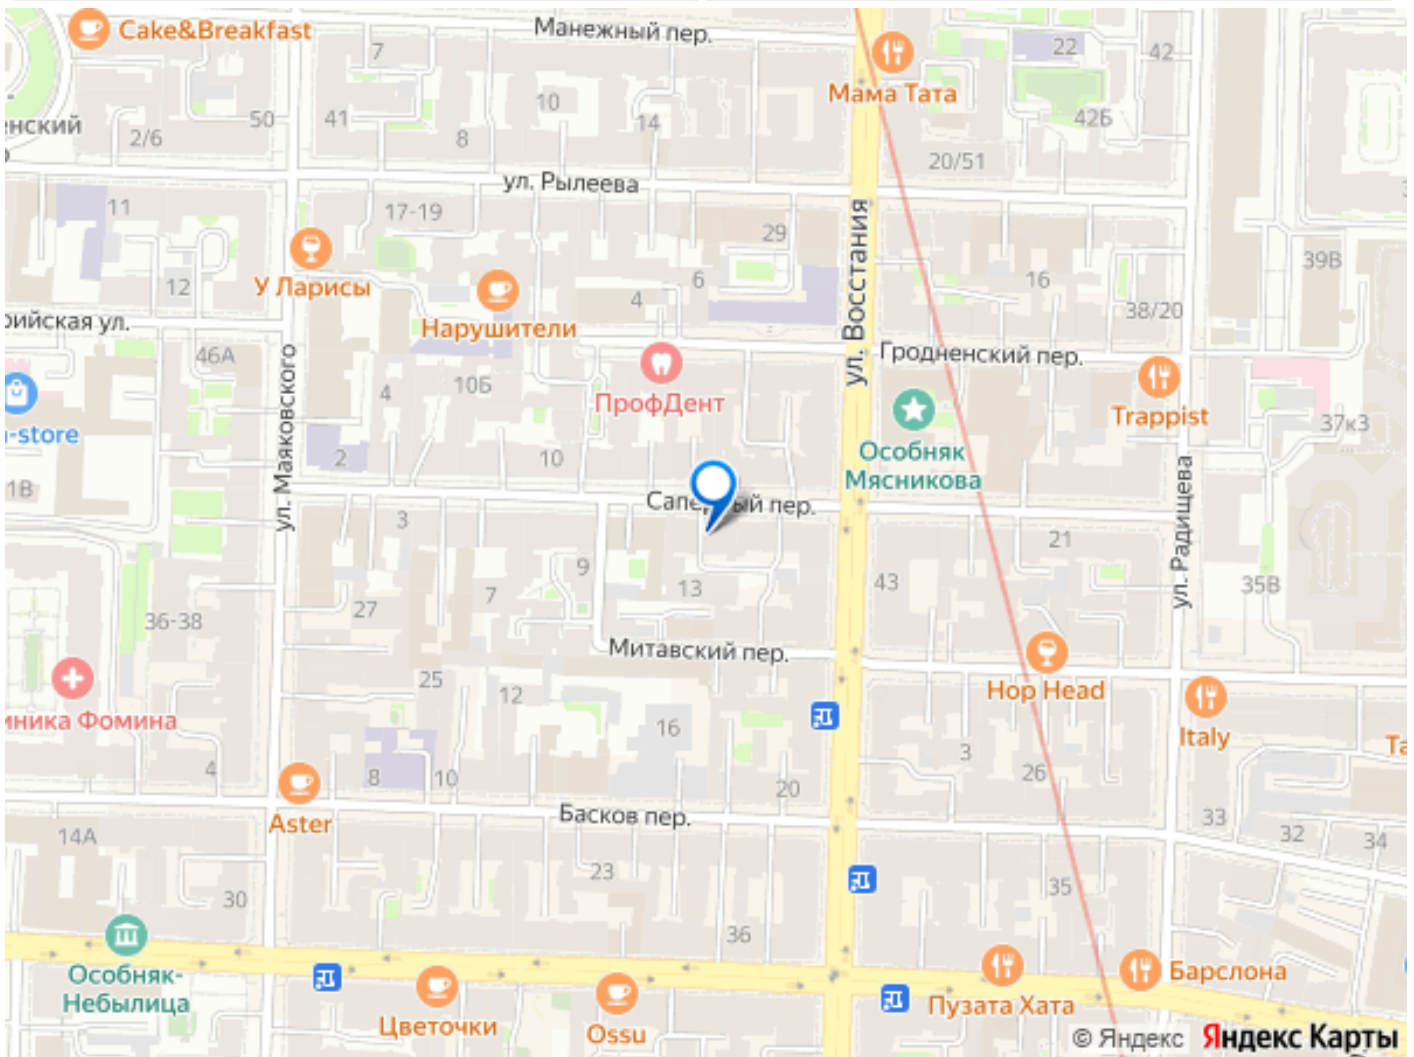 Cake&Breakfast
Манежный пер.
7
22
42
Мама Тата
10
50
41
14
42Б
енский
2/6
8
20/51
ул. Рылеева
11
17-19
29
ул. Восстания
39В
12
У Ларисы
6
16
4
38/20
Нарушители
рийская ул.
46А
Гродненский пер.
4
10Б
ПрофДент
Trappist
ул. Маяковского
-store
37к3
2
10
Особняк
Мясникова
1В
ул. Радищева
пер.
3
21
9
13
43
35В
7
27
36-38
Митавский пер.
25
12
Hop Head
иника Фомина
16
Italy
3
26
4
8
10
20
Aster
Басков пер.
33
14А
32
34
23
35
30
36
Особняк-
Небылица
Барслона
Пузата Хата
Цветочки
Ossu
© Яндекс Яндекс Карты